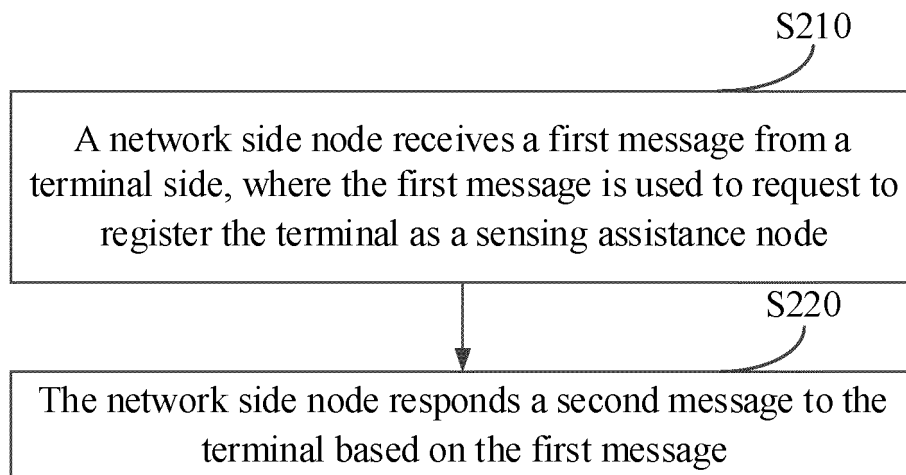 S210
A network side node receives a first message from a
terminal side, where the first message is used to request to
register the terminal as a sensing assistance node
S220
The network side node responds a second message to the
terminal based on the first message